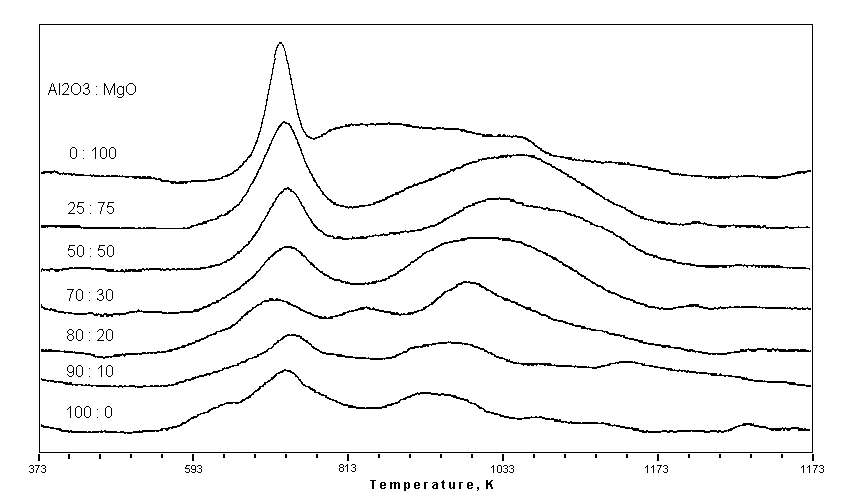 Al2O3 : MgO
0 : 100
25 : 75
50 : 50
70 : 30
80 : 20
90 : 10
100 : 0
373 593 813 1033 1173 1173
Temperature, K